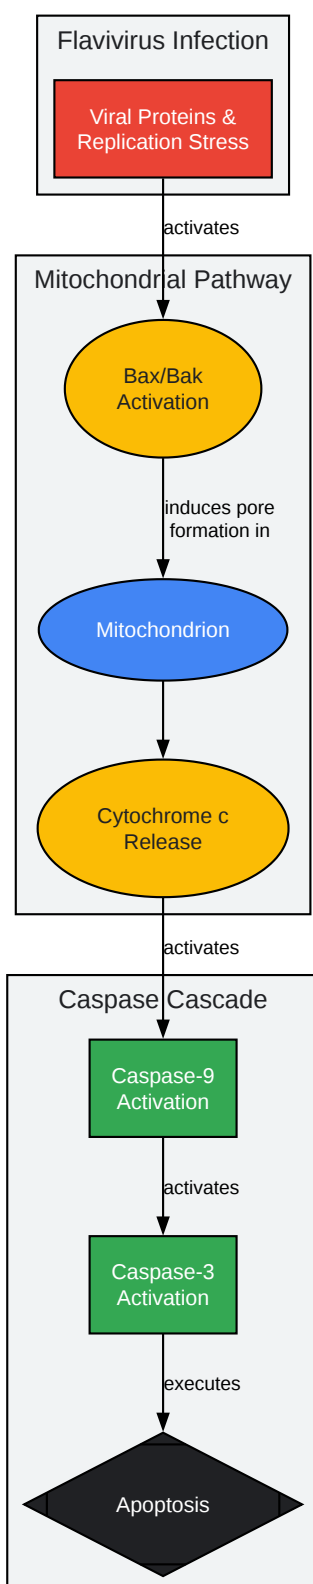 Flavivirus Infection
Viral Proteins &
Replication Stress
activates
Mitochondrial Pathway
Bax/Bak
Activation
induces pore
formation in
Mitochondrion
Cytochrome c
Release
activates
Caspase Cascade
Caspase-9
Activation
activates
Caspase-3
Activation
executes
Apoptosis